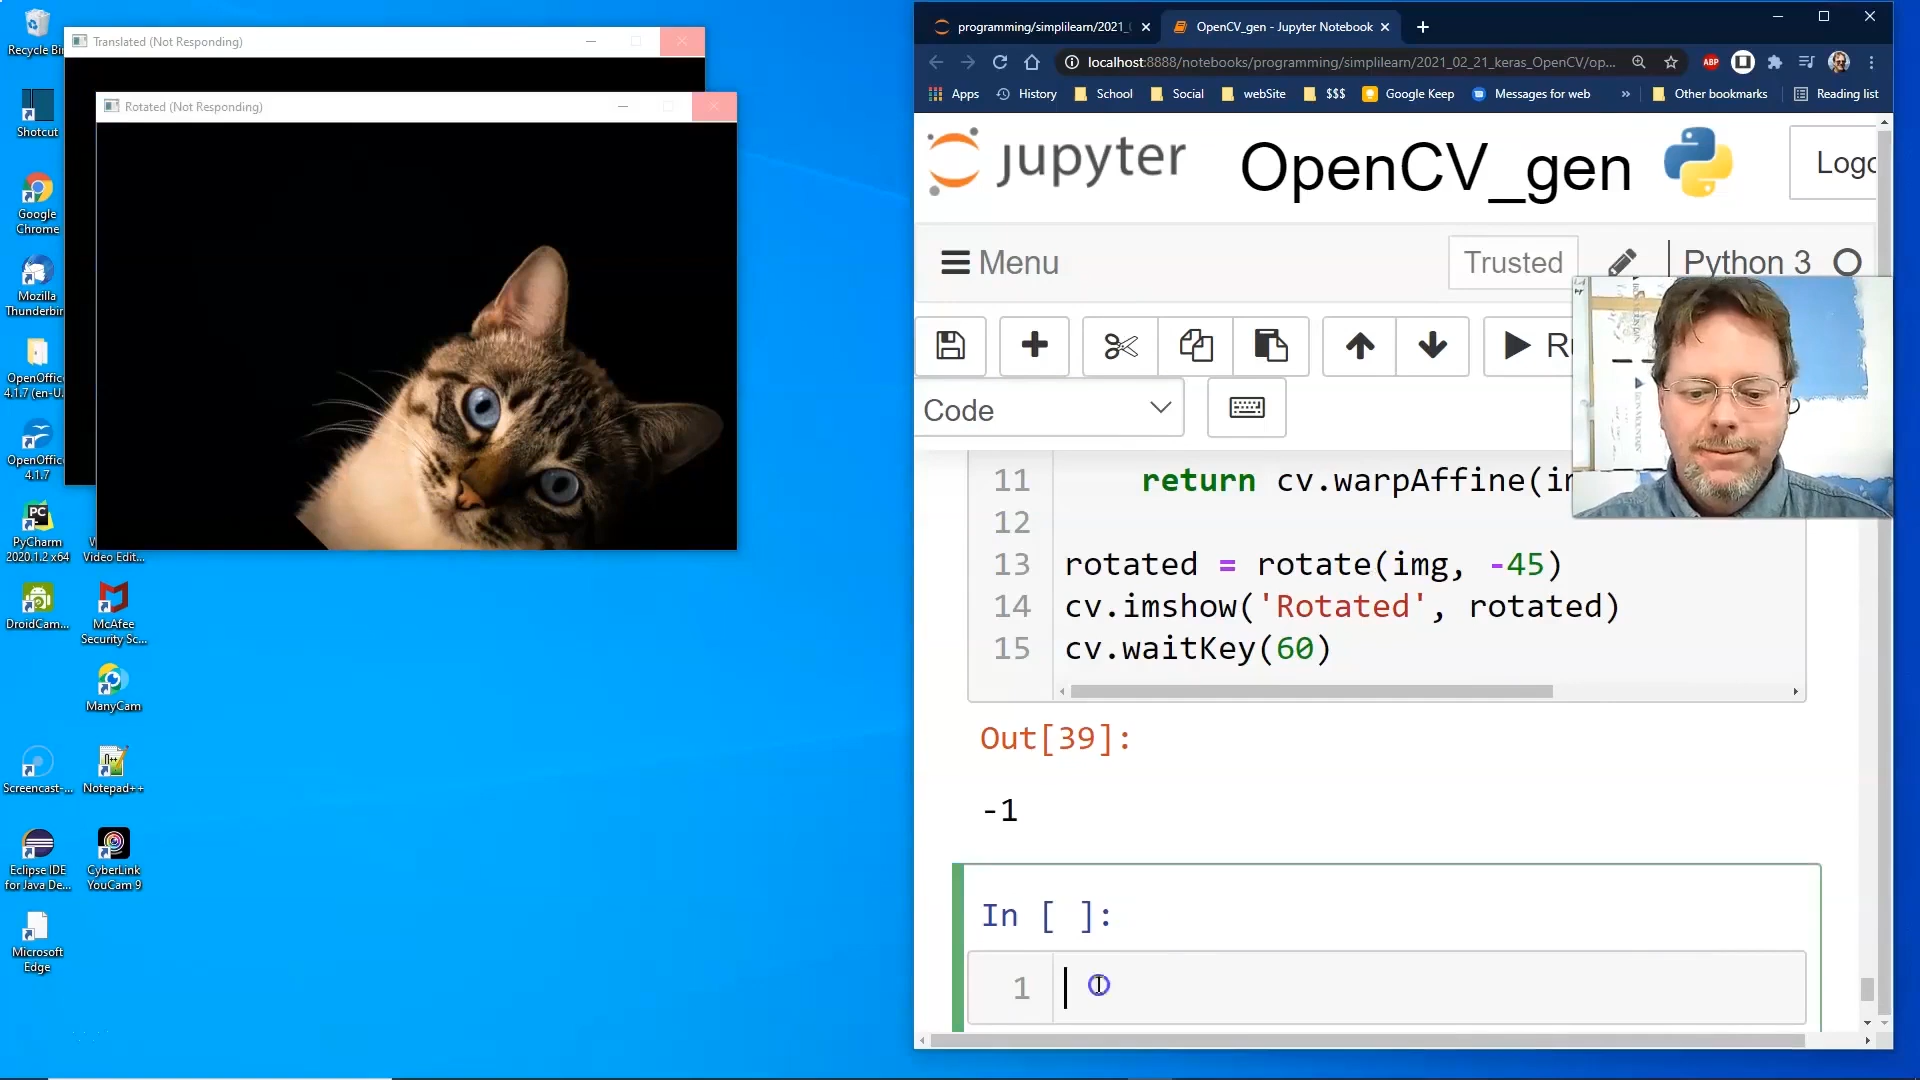 Recycle Bin
Shotcut
Google
Chrome
Mozilla
Thunderbird
OpenOffice
4.1.7 (en-U...
OpenOffice
4.1.7
PyCharm
2020.1.2 x64
Video Edit...
DroidCam...
McAfee
Security Sc...
ManyCam
Screencast-...
Notepad++
Eclipse IDE
for Java De...
CyberLink
YouCam 9
Microsoft
Edge
Translated (Not Responding)
Rotated (Not Responding)
programming/simplilearn/2021_
OpenCV_gen - Jupyter Notebook
localhost:8888/notebooks/programming/simplilearn/2021_02_21_keras_OpenCV/op...
ABP
Apps
History
School
Social
webSite
$$$
Google Keep
Messages for web
»
Other bookmarks
Reading list
jupyter
OpenCV_gen
Logo
Menu
Trusted
Python 3
R
Code
11 return cv.warpAffine(i
12
13 rotated = rotate(img, -45)
14 cv.imshow('Rotated', rotated)
15 cv.waitKey(60)
Out[39]:
-1
In [ ]:
1